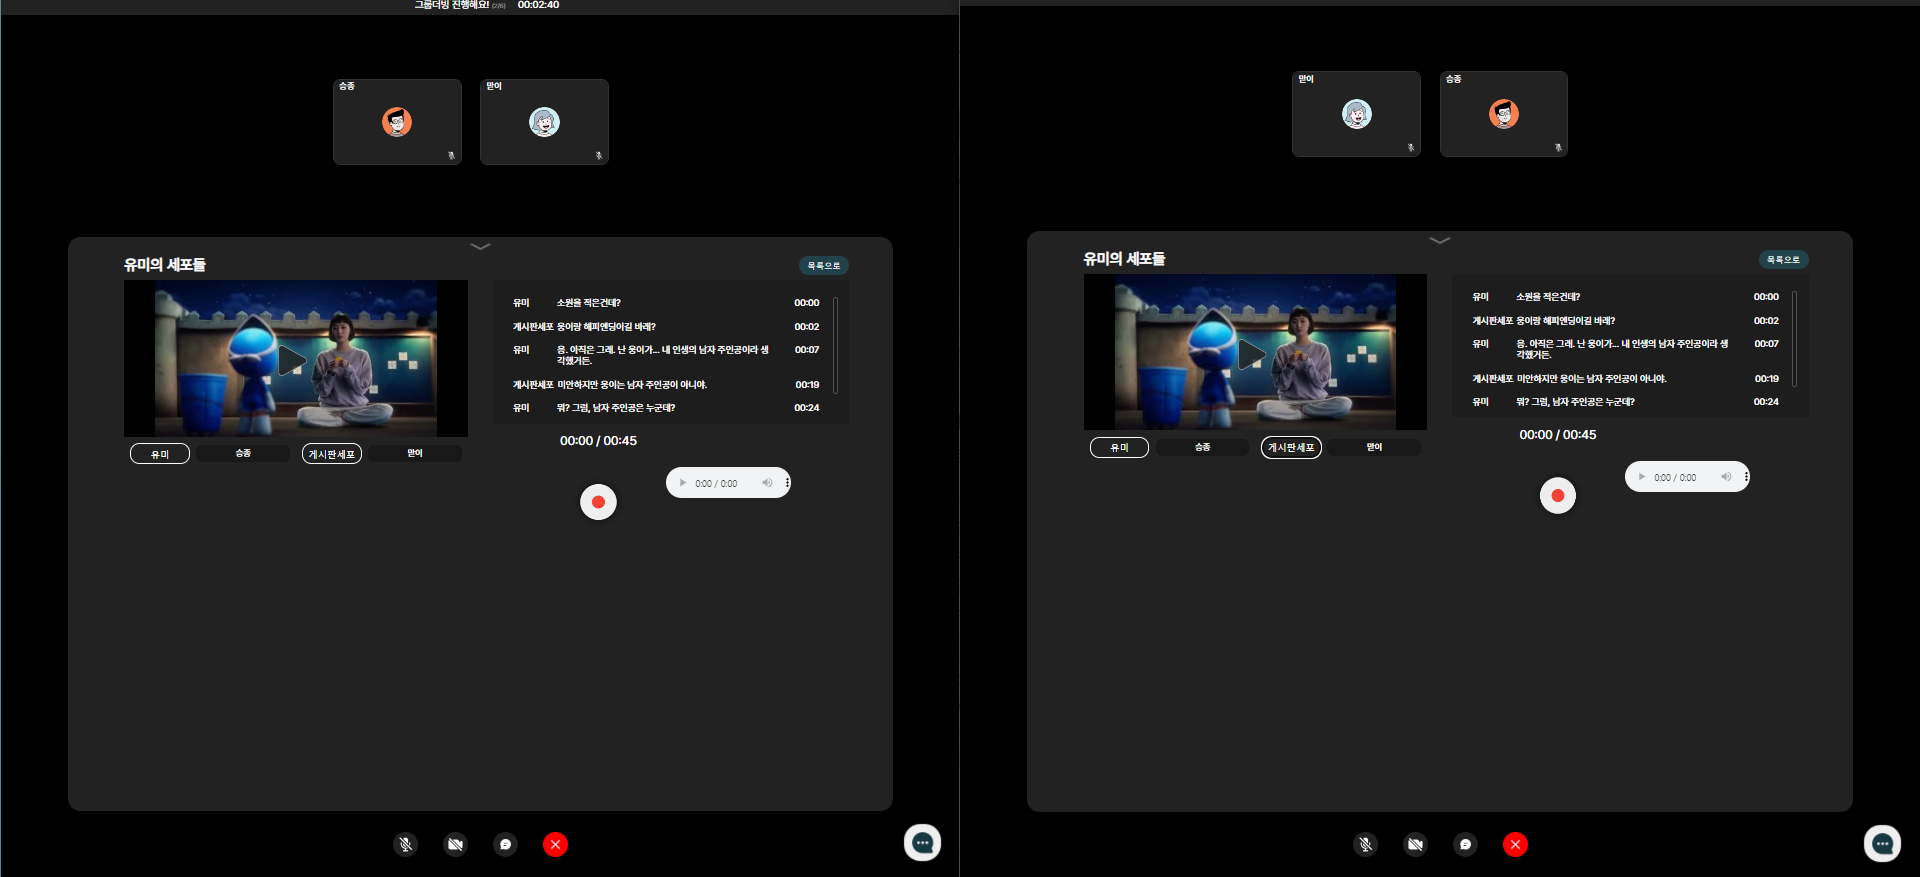 그룹더빙 진행해요! (2/6) 00:02:40
승종
맏이
유미의 세포들
목록으로
유미 소원을 적은건데? 00:00
게시판세포 웅이랑 해피엔딩이길 바래? 00:02
유미 응. 아직은 그래. 난 웅이가... 내 인생의 남자 주인공이라 생 00:07
각했거든.
게시판세포 미안하지만 웅이는 남자 주인공이 아니야. 00:19
유미 뭐? 그럼, 남자 주인공은 누군데? 00:24
00:00 / 00:45
유미 승종 게시판세포 맏이
0:00 / 0:00
맏이
승종
유미의 세포들
목록으로
유미 소원을 적은건데? 00:00
게시판세포 웅이랑 해피엔딩이길 바래? 00:02
유미 응. 아직은 그래. 난 웅이가... 내 인생의 남자 주인공이라 생 00:07
각했거든.
게시판세포 미안하지만 웅이는 남자 주인공이 아니야. 00:19
유미 뭐? 그럼, 남자 주인공은 누군데? 00:24
00:00 / 00:45
유미 승종 게시판세포 맏이
0:00 / 0:00